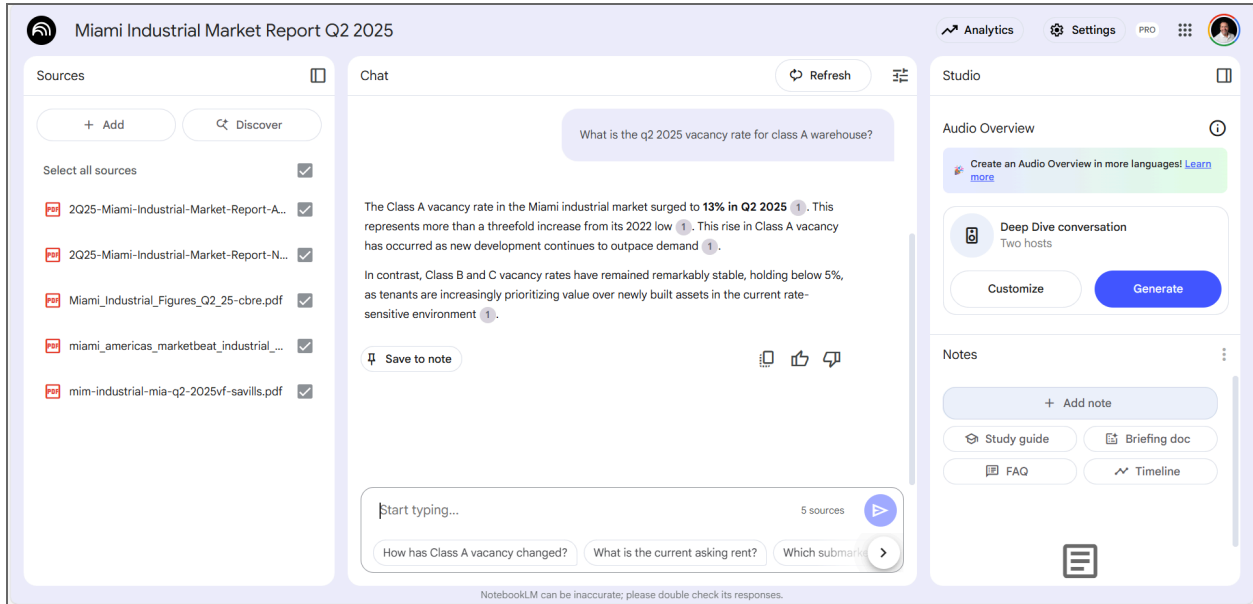 Miami Industrial Market Report Q2 2025
Analytics
Settings
PRO
Sources
+ Add
Discover
Select all sources
PDF 2Q25-Miami-Industrial-Market-Report-A...
PDF 2Q25-Miami-Industrial-Market-Report-N...
PDF Miami_Industrial_Figures_Q2_25-cbre.pdf
PDF miami_americas_marketbeat_industrial_...
PDF mim-industrial-mia-q2-2025vf-savills.pdf
Chat
Refresh
What is the q2 2025 vacancy rate for class A warehouse?
The Class A vacancy rate in the Miami industrial market surged to 13% in Q2 2025 1 . This
represents more than a threefold increase from its 2022 low 1 . This rise in Class A vacancy
has occurred as new development continues to outpace demand 1 .
In contrast, Class B and C vacancy rates have remained remarkably stable, holding below 5%,
as tenants are increasingly prioritizing value over newly built assets in the current rate-
sensitive environment 1 .
Save to note
Start typing...
5 sources
How has Class A vacancy changed?
What is the current asking rent?
Which submark
NotebookLM can be inaccurate; please double check its responses.
Studio
Audio Overview
Create an Audio Overview in more languages! Learn
more
Deep Dive conversation
Two hosts
Customize
Generate
Notes
+ Add note
Study guide
Briefing doc
FAQ
Timeline